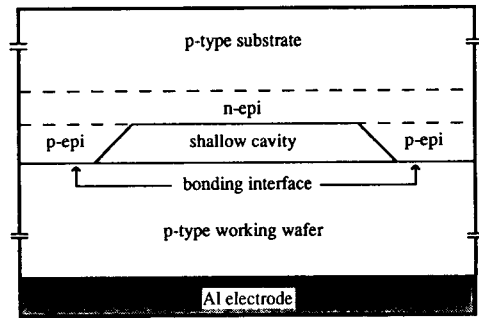 p-type substrate
n-epi
p-epi shallow cavity p-epi
bonding interface
p-type working wafer
Al electrode